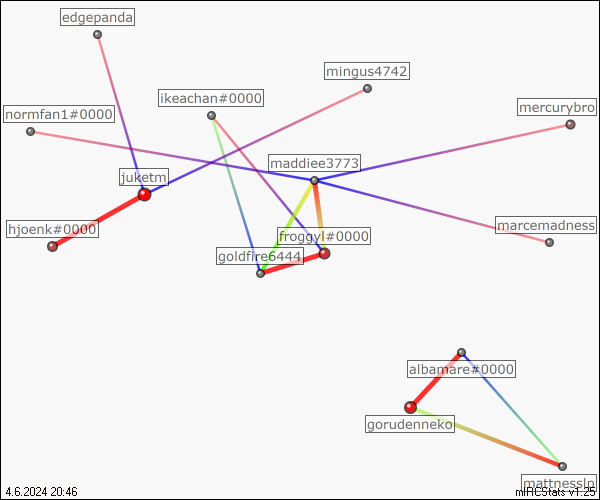 edgepanda
mingus4742
ikeachan#0000
normfan1#0000
mercurybro
maddiee3773
juketm
hjoenk#0000
marcemadness
froggyl#0000
goldfire6444
albamare#0000
gorudenneko
mattnesslp
4.6.2024 20:46
mIRCStats v1.25